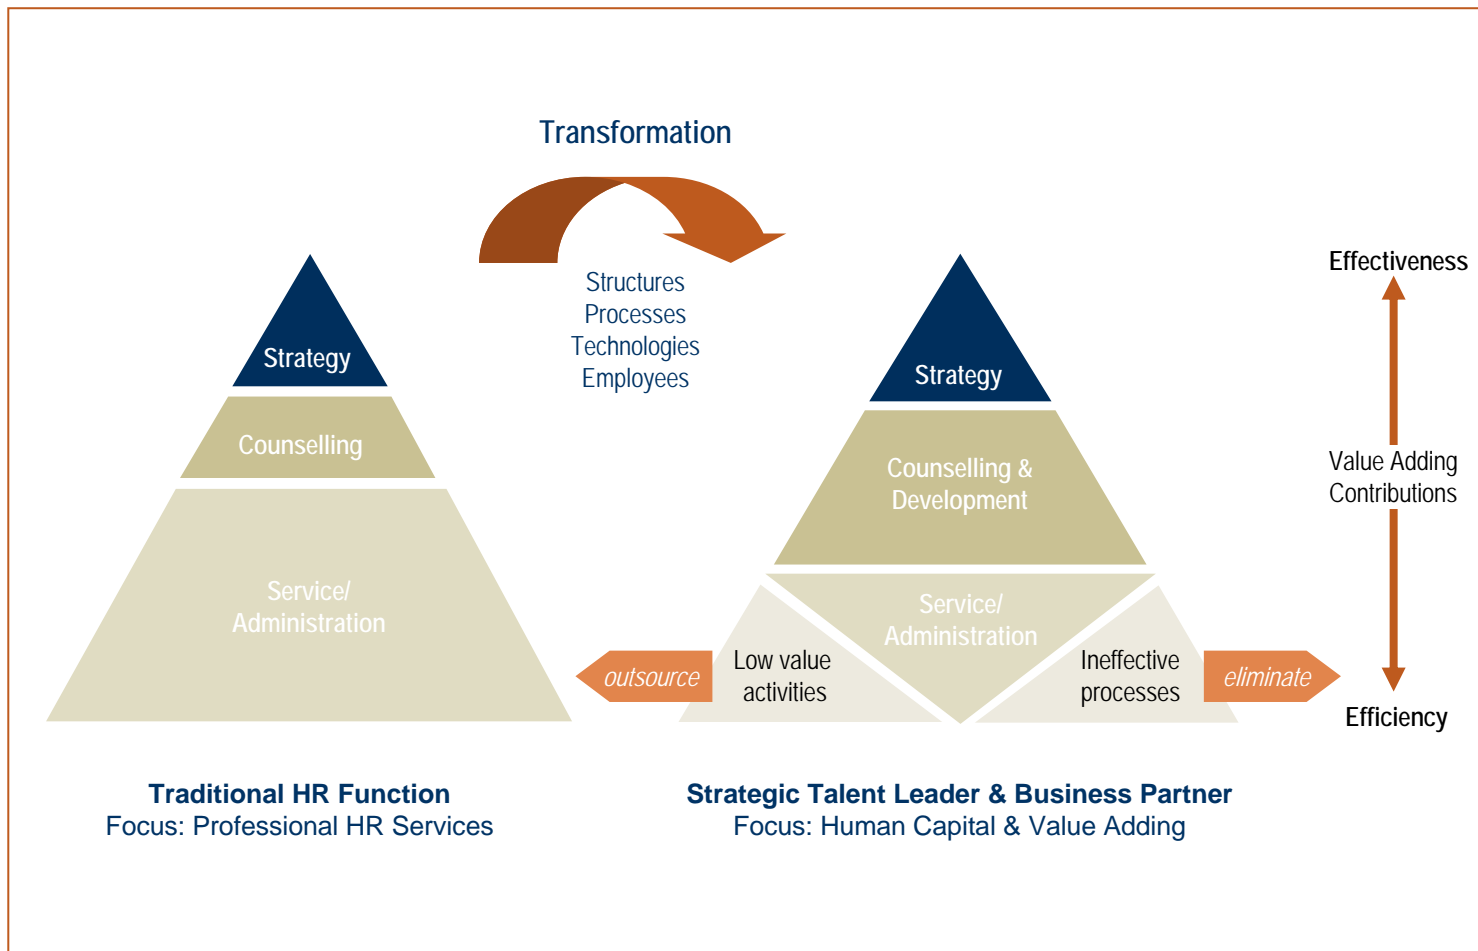 Transformation
Structures
Processes
Technologies
Employees
Strategy
Counselling
Service/
Administration
Strategy
Counselling &
Development
Service/
Administration
outsource
Low value
activities
Ineffective
processes
eliminate
Effectiveness
Value Adding
Contributions
Efficiency
Traditional HR Function
Focus: Professional HR Services
Strategic Talent Leader & Business Partner
Focus: Human Capital & Value Adding